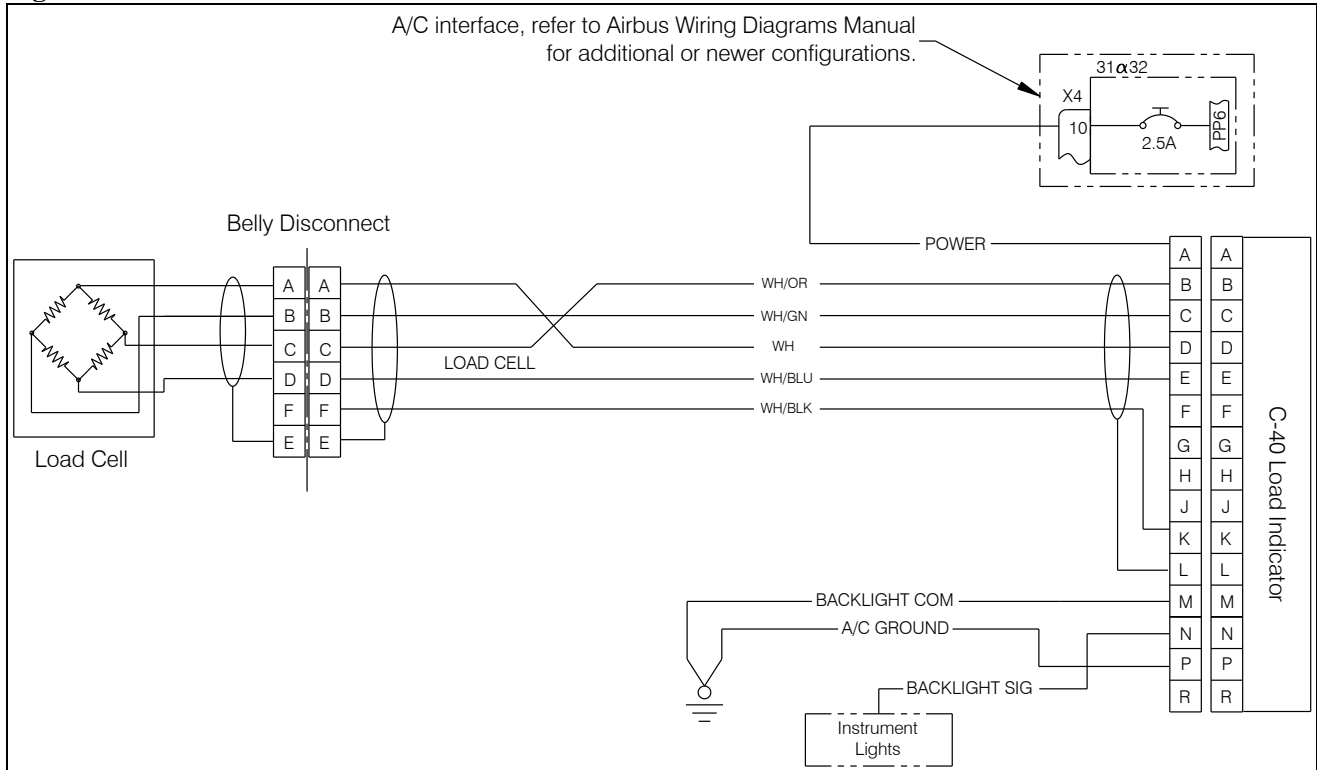 A/C interface, refer to Airbus Wiring Diagrams Manual
for additional or newer configurations.
31α32
X4
10
2.5A
PP6
Belly Disconnect
POWER
A A
B B
C C
D D
F F
E E
Load Cell
LOAD CELL
WH/OR
WH/GN
WH
WH/BLU
WH/BLK
A A
B B
C C
D D
E E
F F
G G
H H
J J
K K
L L
M M
N N
P P
R R
C-40 Load Indicator
BACKLIGHT COM
A/C GROUND
BACKLIGHT SIG
Instrument
Lights